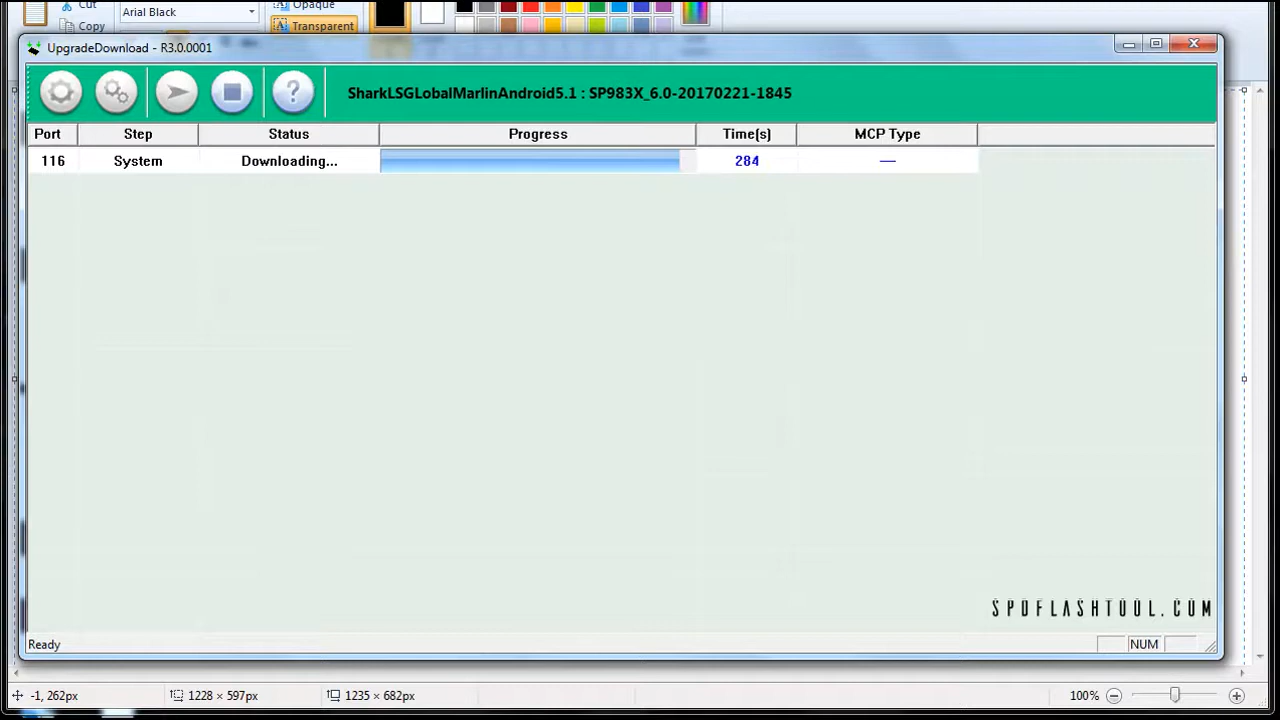 Cut
Copy
Arial Black
Opaque
Transparent
UpgradeDownload - R3.0.0001
SharkLSGLobalMarlinAndroid5.1 : SP983X_6.0-20170221-1845
Port Step Status Progress Time(s) MCP Type
116 System Downloading... 284 —
SPDFLASHTOOL.COM
Ready NUM
-1, 262px 1228 × 597px 1235 × 682px 100%